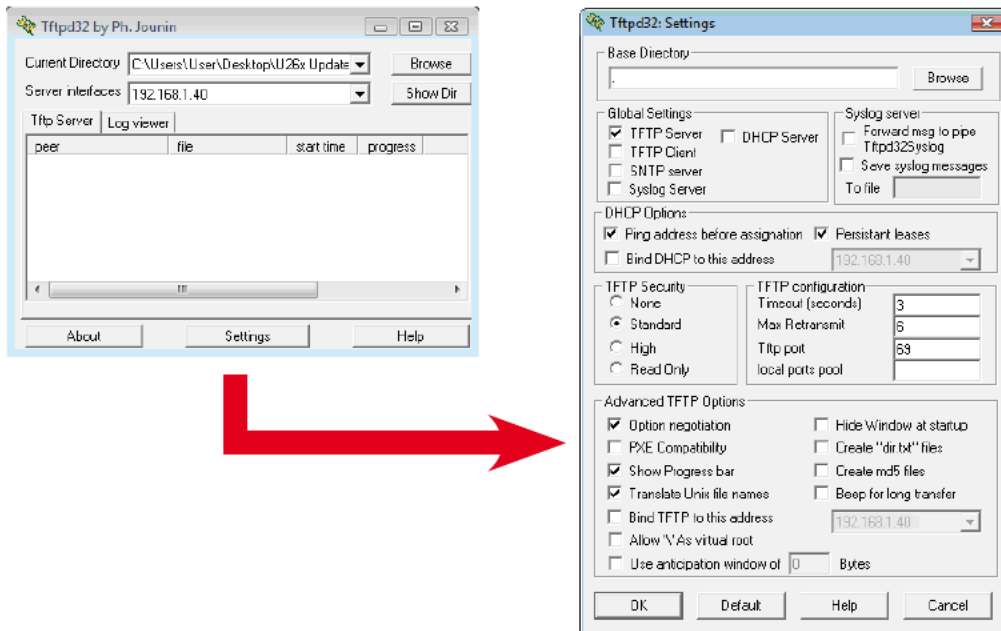 Tftpd32 by Ph. Jounin
Current Directory C:\Users\User\Desktop\U26x Update Browse
Server interfaces 192.168.1.40 Show Dir
Tftp Server Log viewer
peer file start time progress
About Settings Help
Tftpd32: Settings
Base Directory
. Browse
Global Settings
TFTP Server DHCP Server
TFTP Client
SNTP server
Syslog Server
Syslog server
Forward msg to pipe
Tftpd32Syslog
Save syslog messages
To file
DHCP Options
Ping address before assignation Persistant leases
Bind DHCP to this address 192.168.1.40
TFTP Security
None
Standard
High
Read Only
TFTP configuration
Timeout (seconds) 3
Max Retransmit 6
Tftp port 69
local ports pool
Advanced TFTP Options
Option negotiation Hide Window at startup
PXE Compatibility Create "dir.txt" files
Show Progress bar Create md5 files
Translate Unix file names Beep for long transfer
Bind TFTP to this address 192.168.1.40
Allow '\' As virtual root
Use anticipation window of 0 Bytes
OK Default Help Cancel